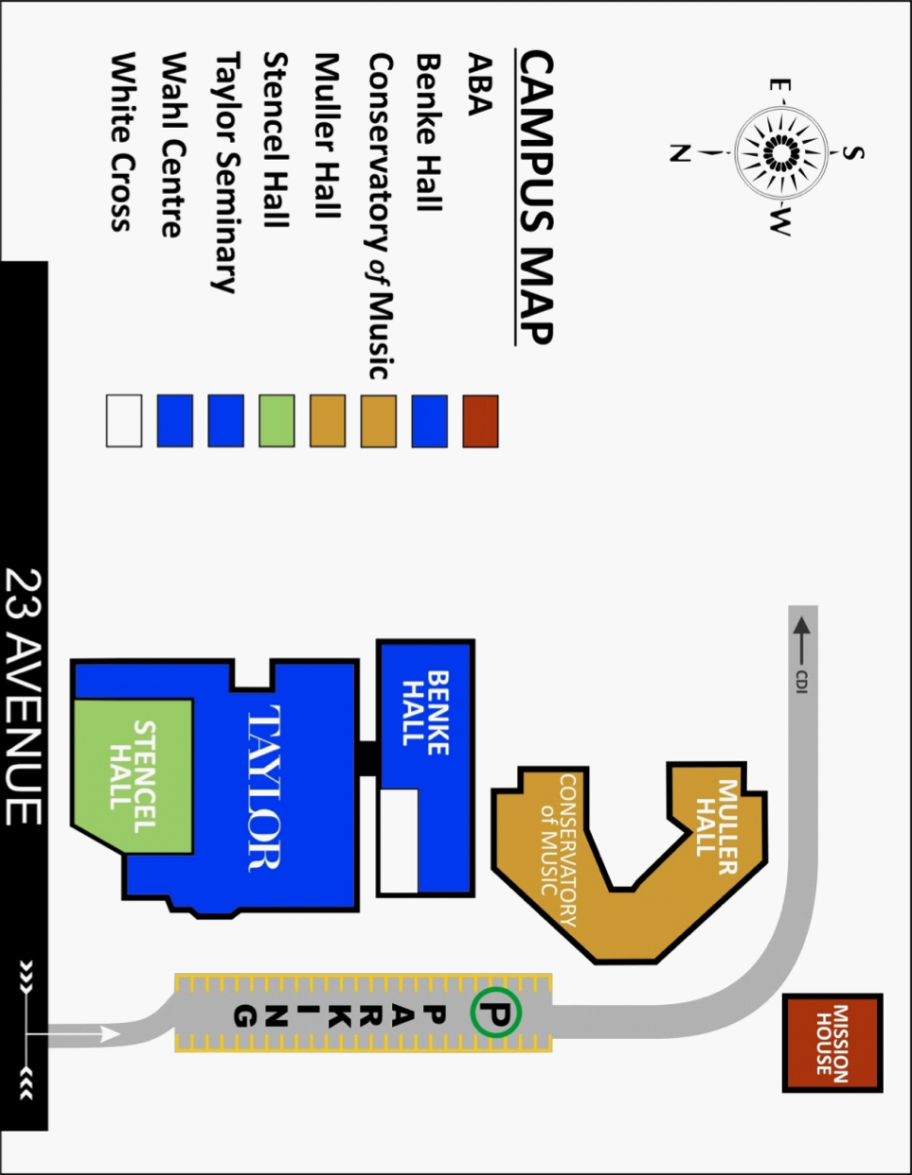 S
E
W
N
CAMPUS MAP
ABA
Benke Hall
Conservatory of Music
Muller Hall
Stencel Hall
Taylor Seminary
Wahl Centre
White Cross
CDI
MISSION
HOUSE
MULLER
HALL
CONSERVATORY
of MUSIC
BENKE
HALL
TAYLOR
STENCEL
HALL
P
PARKING
23 AVENUE